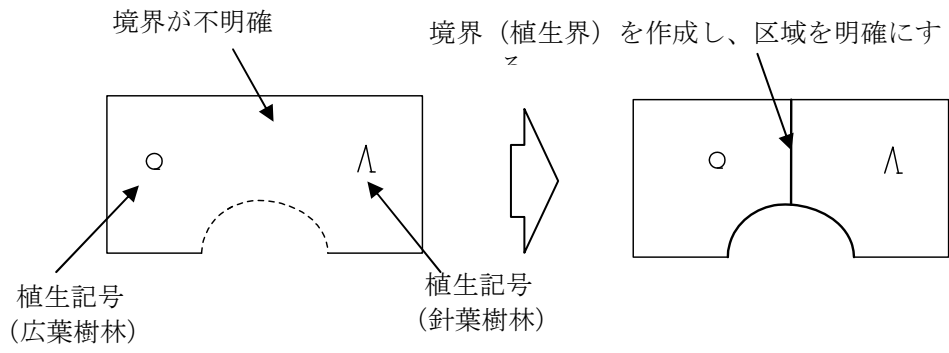 境界が不明確
境界（植生界）を作成し、区域を明確にす
植生記号
（広葉樹林）
植生記号
（針葉樹林）